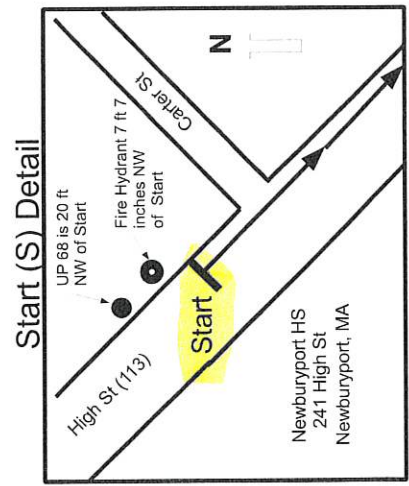 Start (S) Detail
UP 68 is 20 ft
NW of Start
Fire Hydrant 7 ft 7
inches NW
of Start
Carter St
N
High St (113)
Start
Newburyport HS
241 High St
Newburyport, MA